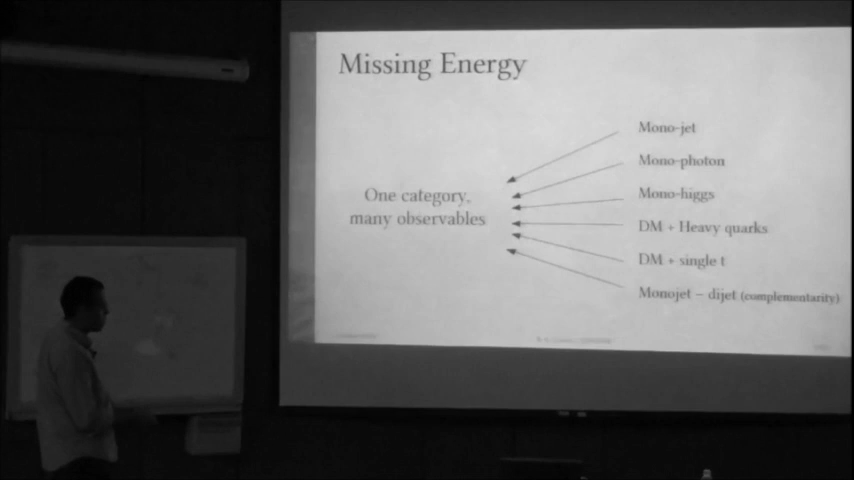 Missing Energy
One category,
many observables
Mono-jet
Mono-photon
Mono-higgs
DM + Heavy quarks
DM + single t
Monojet – dijet (complementarity)